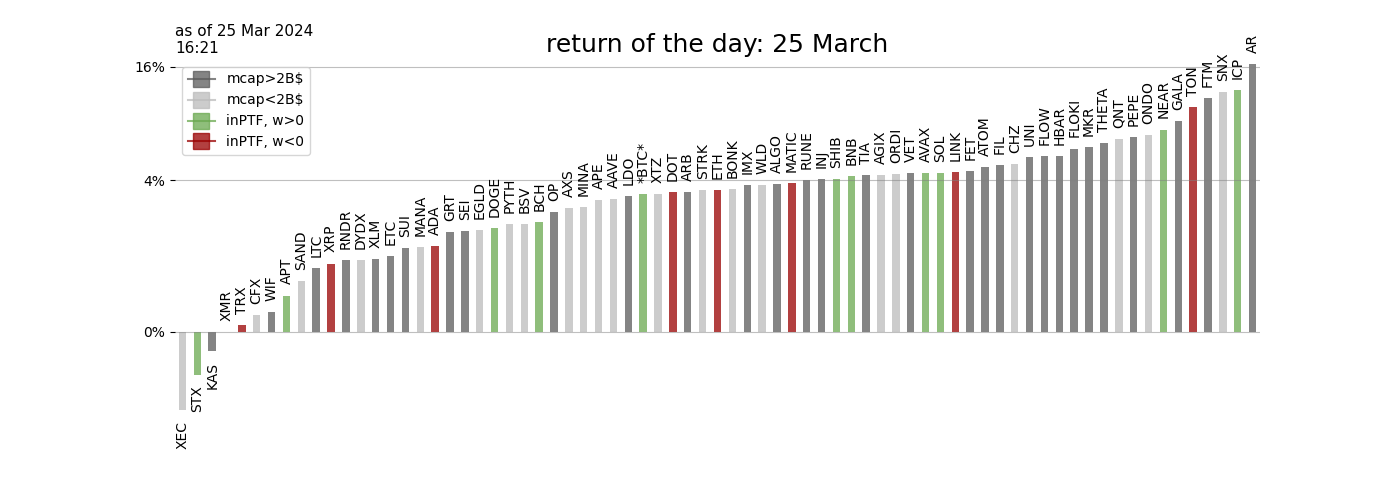 as of 25 Mar 2024
16:21
return of the day: 25 March
16%
4%
0%
mcap>2B$
mcap<2B$
inPTF, w>0
inPTF, w<0
XEC
STX
KAS
XMR
TRX
CFX
WIF
APT
SAND
LTC
XRP
RNDR
DYDX
XLM
ETC
SUI
MANA
ADA
GRT
SEI
EGLD
DOGE
PYTH
BSV
BCH
OP
AXS
MINA
APE
AAVE
LDO
*BTC*
XTZ
DOT
ARB
STRK
ETH
BONK
IMX
WLD
ALGO
MATIC
RUNE
INJ
SHIB
BNB
TIA
AGIX
ORDI
VET
AVAX
SOL
LINK
FET
ATOM
FIL
CHZ
UNI
FLOW
HBAR
FLOKI
MKR
THETA
QNT
PEPE
ONDO
NEAR
GALA
TON
FTM
SNX
ICP
AR